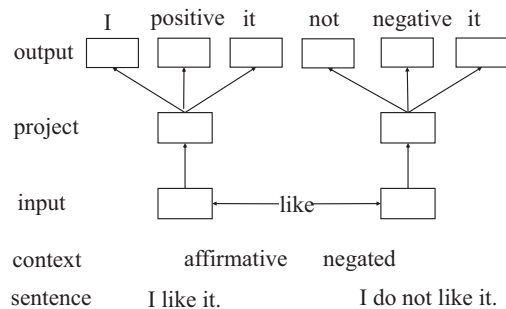 I positive it not negative it
output
project
input like
context affirmative negated
sentence I like it. I do not like it.